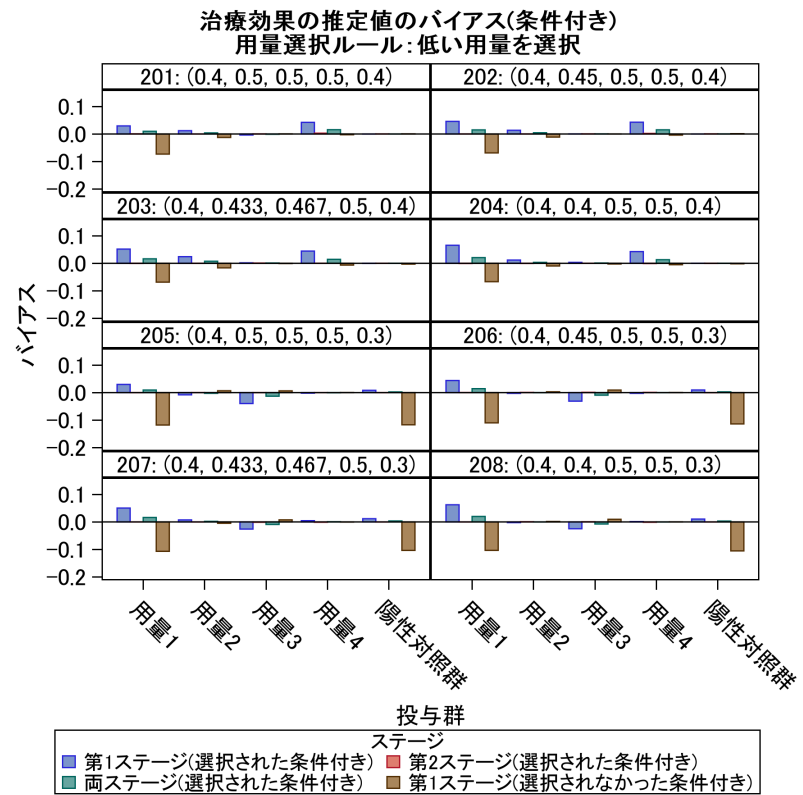 治療効果の推定値のバイアス(条件付き)
用量選択ルール：低い用量を選択
201: (0.4, 0.5, 0.5, 0.5, 0.4)
202: (0.4, 0.45, 0.5, 0.5, 0.4)
0.1
0.0
−0.1
−0.2
203: (0.4, 0.433, 0.467, 0.5, 0.4)
204: (0.4, 0.4, 0.5, 0.5, 0.4)
0.1
0.0
−0.1
−0.2
205: (0.4, 0.5, 0.5, 0.5, 0.3)
206: (0.4, 0.45, 0.5, 0.5, 0.3)
0.1
0.0
−0.1
−0.2
207: (0.4, 0.433, 0.467, 0.5, 0.3)
208: (0.4, 0.4, 0.5, 0.5, 0.3)
0.1
0.0
−0.1
−0.2
バイアス
用量1
用量2
用量3
用量4
陽性対照群
用量1
用量2
用量3
用量4
陽性対照群
投与群
ステージ
第1ステージ(選択された条件付き)
第2ステージ(選択された条件付き)
両ステージ(選択された条件付き)
第1ステージ(選択されなかった条件付き)